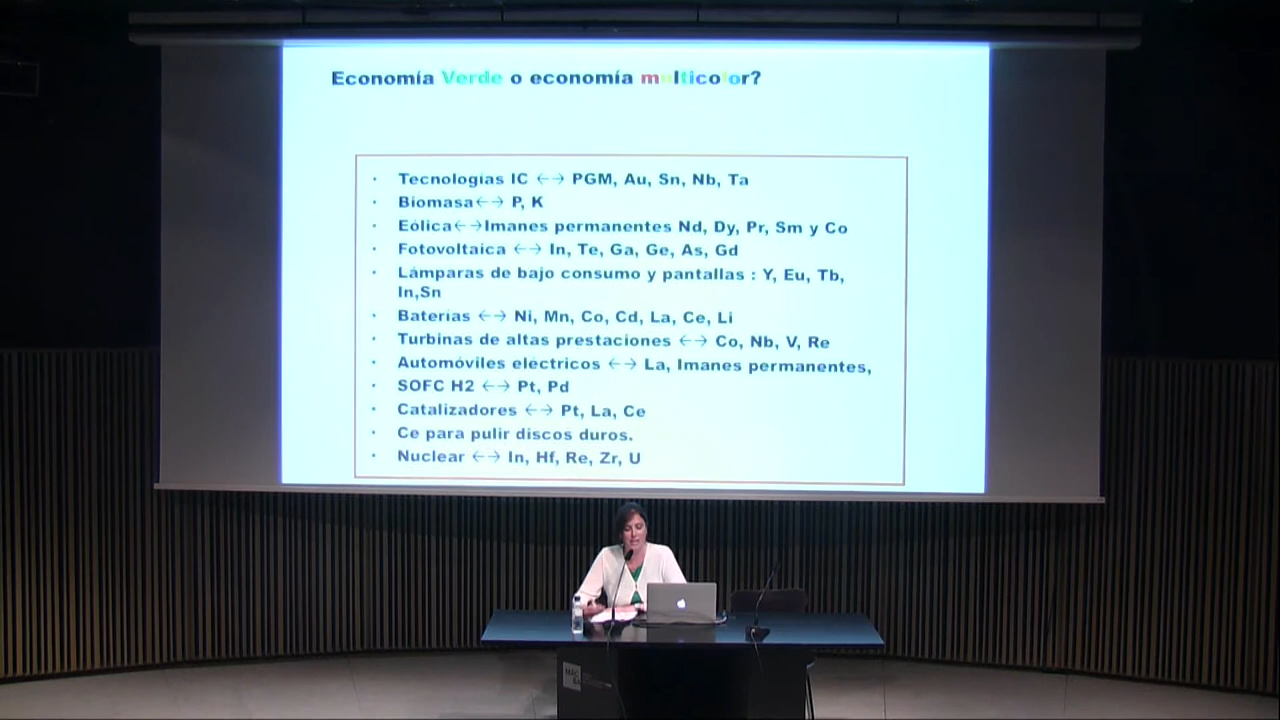 Economía Verde o economía multicolor?
• Tecnologías IC ←→ PGM, Au, Sn, Nb, Ta
• Biomasa←→ P, K
• Eólica←→Imanes permanentes Nd, Dy, Pr, Sm y Co
• Fotovoltaica ←→ In, Te, Ga, Ge, As, Gd
• Lámparas de bajo consumo y pantallas : Y, Eu, Tb,
In,Sn
• Baterías ←→ Ni, Mn, Co, Cd, La, Ce, Li
• Turbinas de altas prestaciones ←→ Co, Nb, V, Re
• Automóviles eléctricos ←→ La, Imanes permanentes,
• SOFC H2 ←→ Pt, Pd
• Catalizadores ←→ Pt, La, Ce
• Ce para pulir discos duros.
• Nuclear ←→ In, Hf, Re, Zr, U